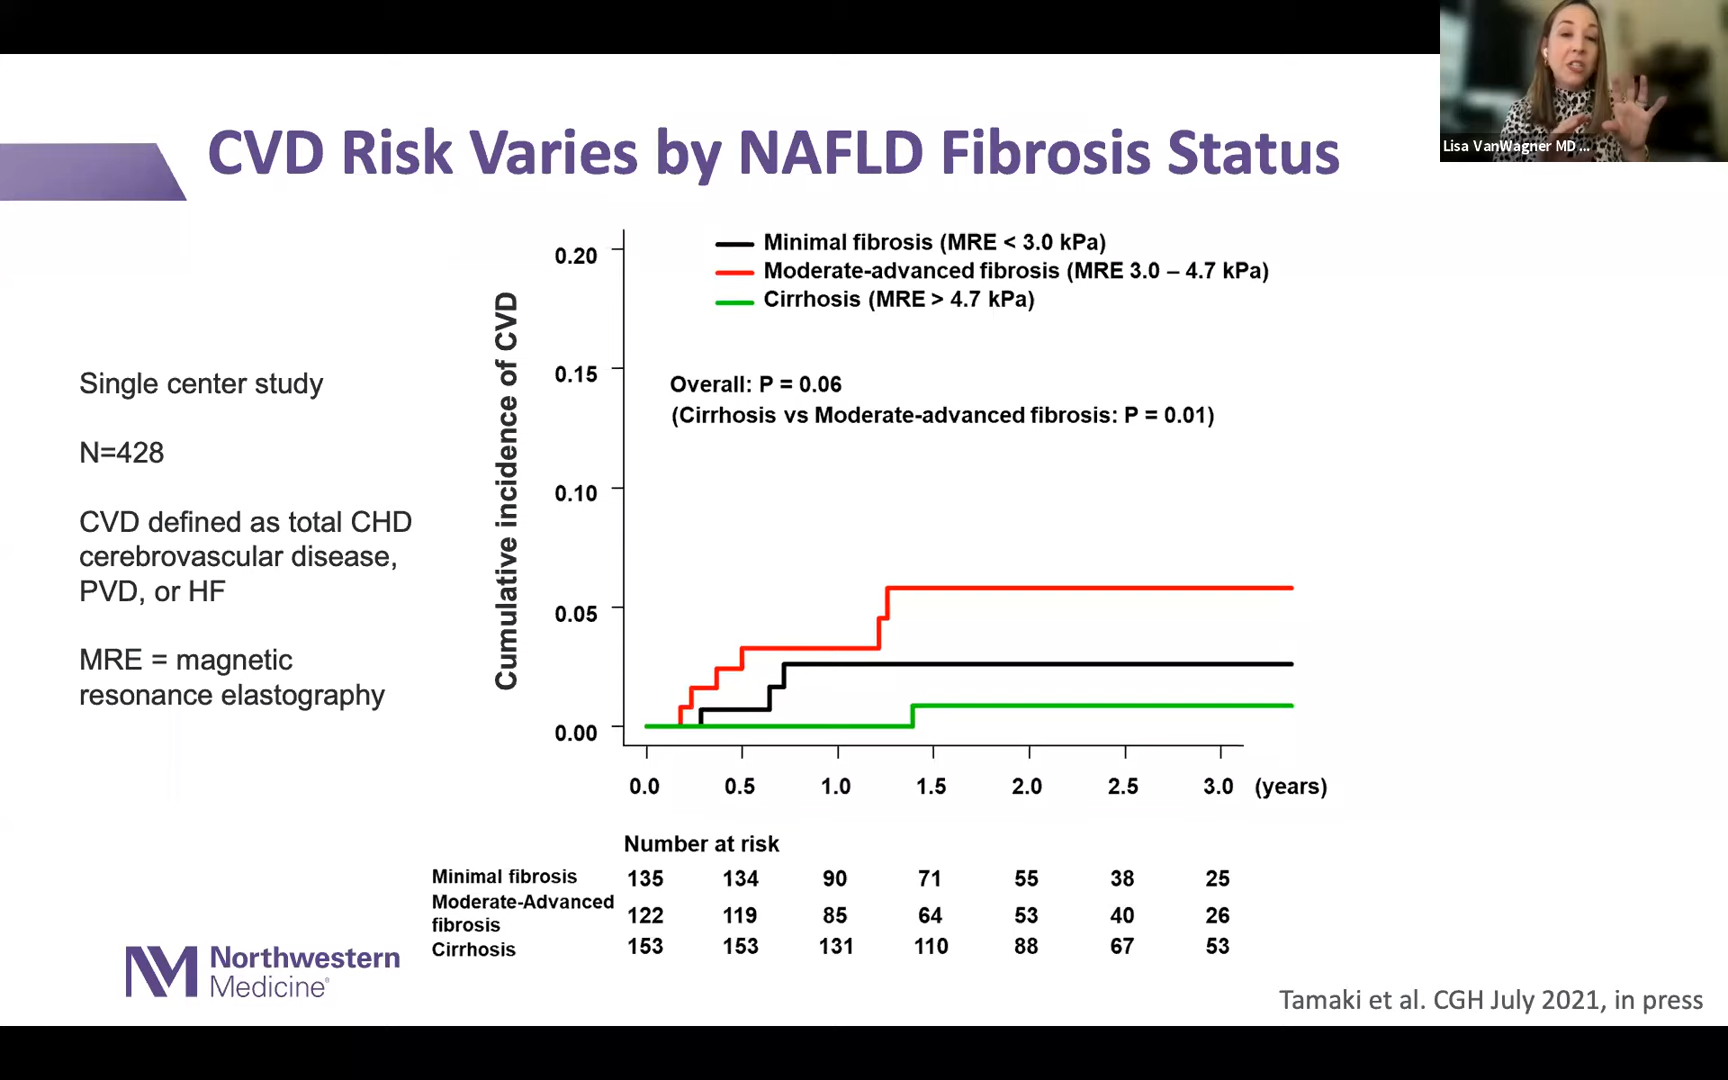 Lisa VanWagner MD ...
CVD Risk Varies by NAFLD Fibrosis Status
Single center study
N=428
CVD defined as total CHD
cerebrovascular disease,
PVD, or HF
MRE = magnetic
resonance elastography
Cumulative incidence of CVD
0.20
0.15
0.10
0.05
0.00
Minimal fibrosis (MRE < 3.0 kPa)
Moderate-advanced fibrosis (MRE 3.0 – 4.7 kPa)
Cirrhosis (MRE > 4.7 kPa)
Overall: P = 0.06
(Cirrhosis vs Moderate-advanced fibrosis: P = 0.01)
0.0 0.5 1.0 1.5 2.0 2.5 3.0 (years)
Number at risk
Minimal fibrosis 135 134 90 71 55 38 25
Moderate-Advanced
fibrosis 122 119 85 64 53 40 26
Cirrhosis 153 153 131 110 88 67 53
NM
Northwestern
Medicine®
Tamaki et al. CGH July 2021, in press